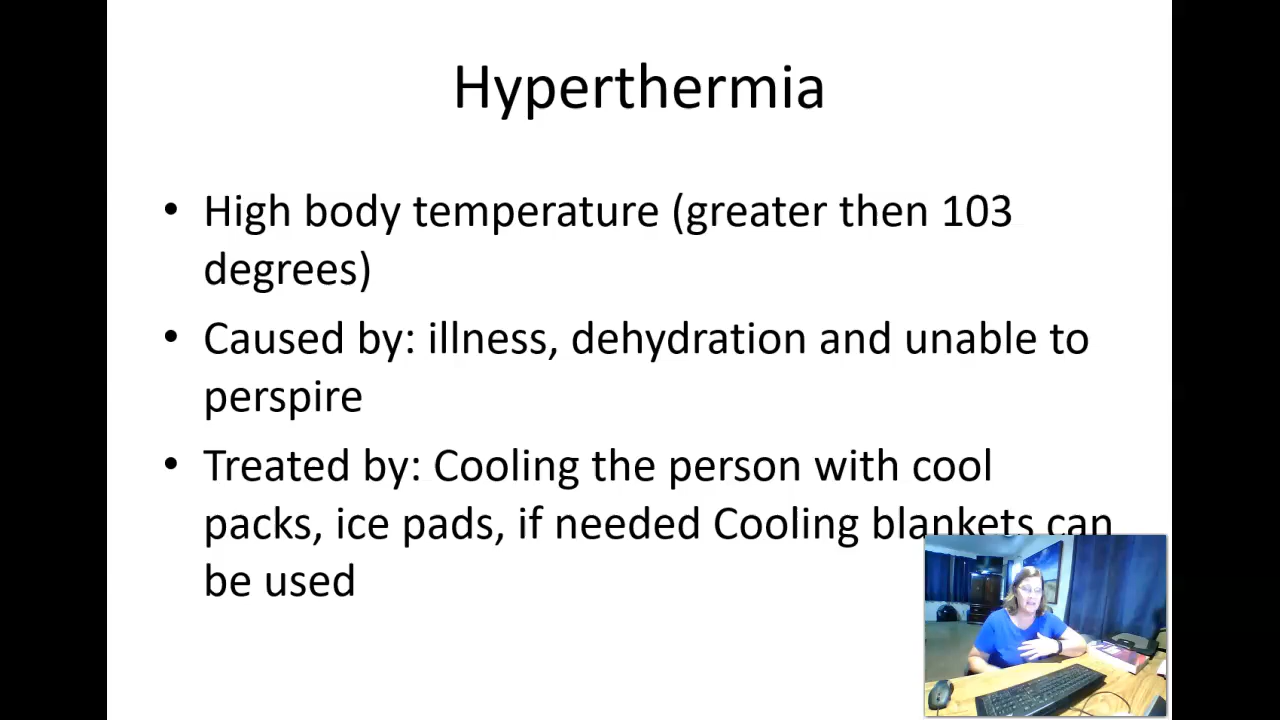 Hyperthermia
• High body temperature (greater then 103
degrees)
• Caused by: illness, dehydration and unable to
perspire
• Treated by: Cooling the person with cool
packs, ice pads, if needed Cooling blankets can
be used